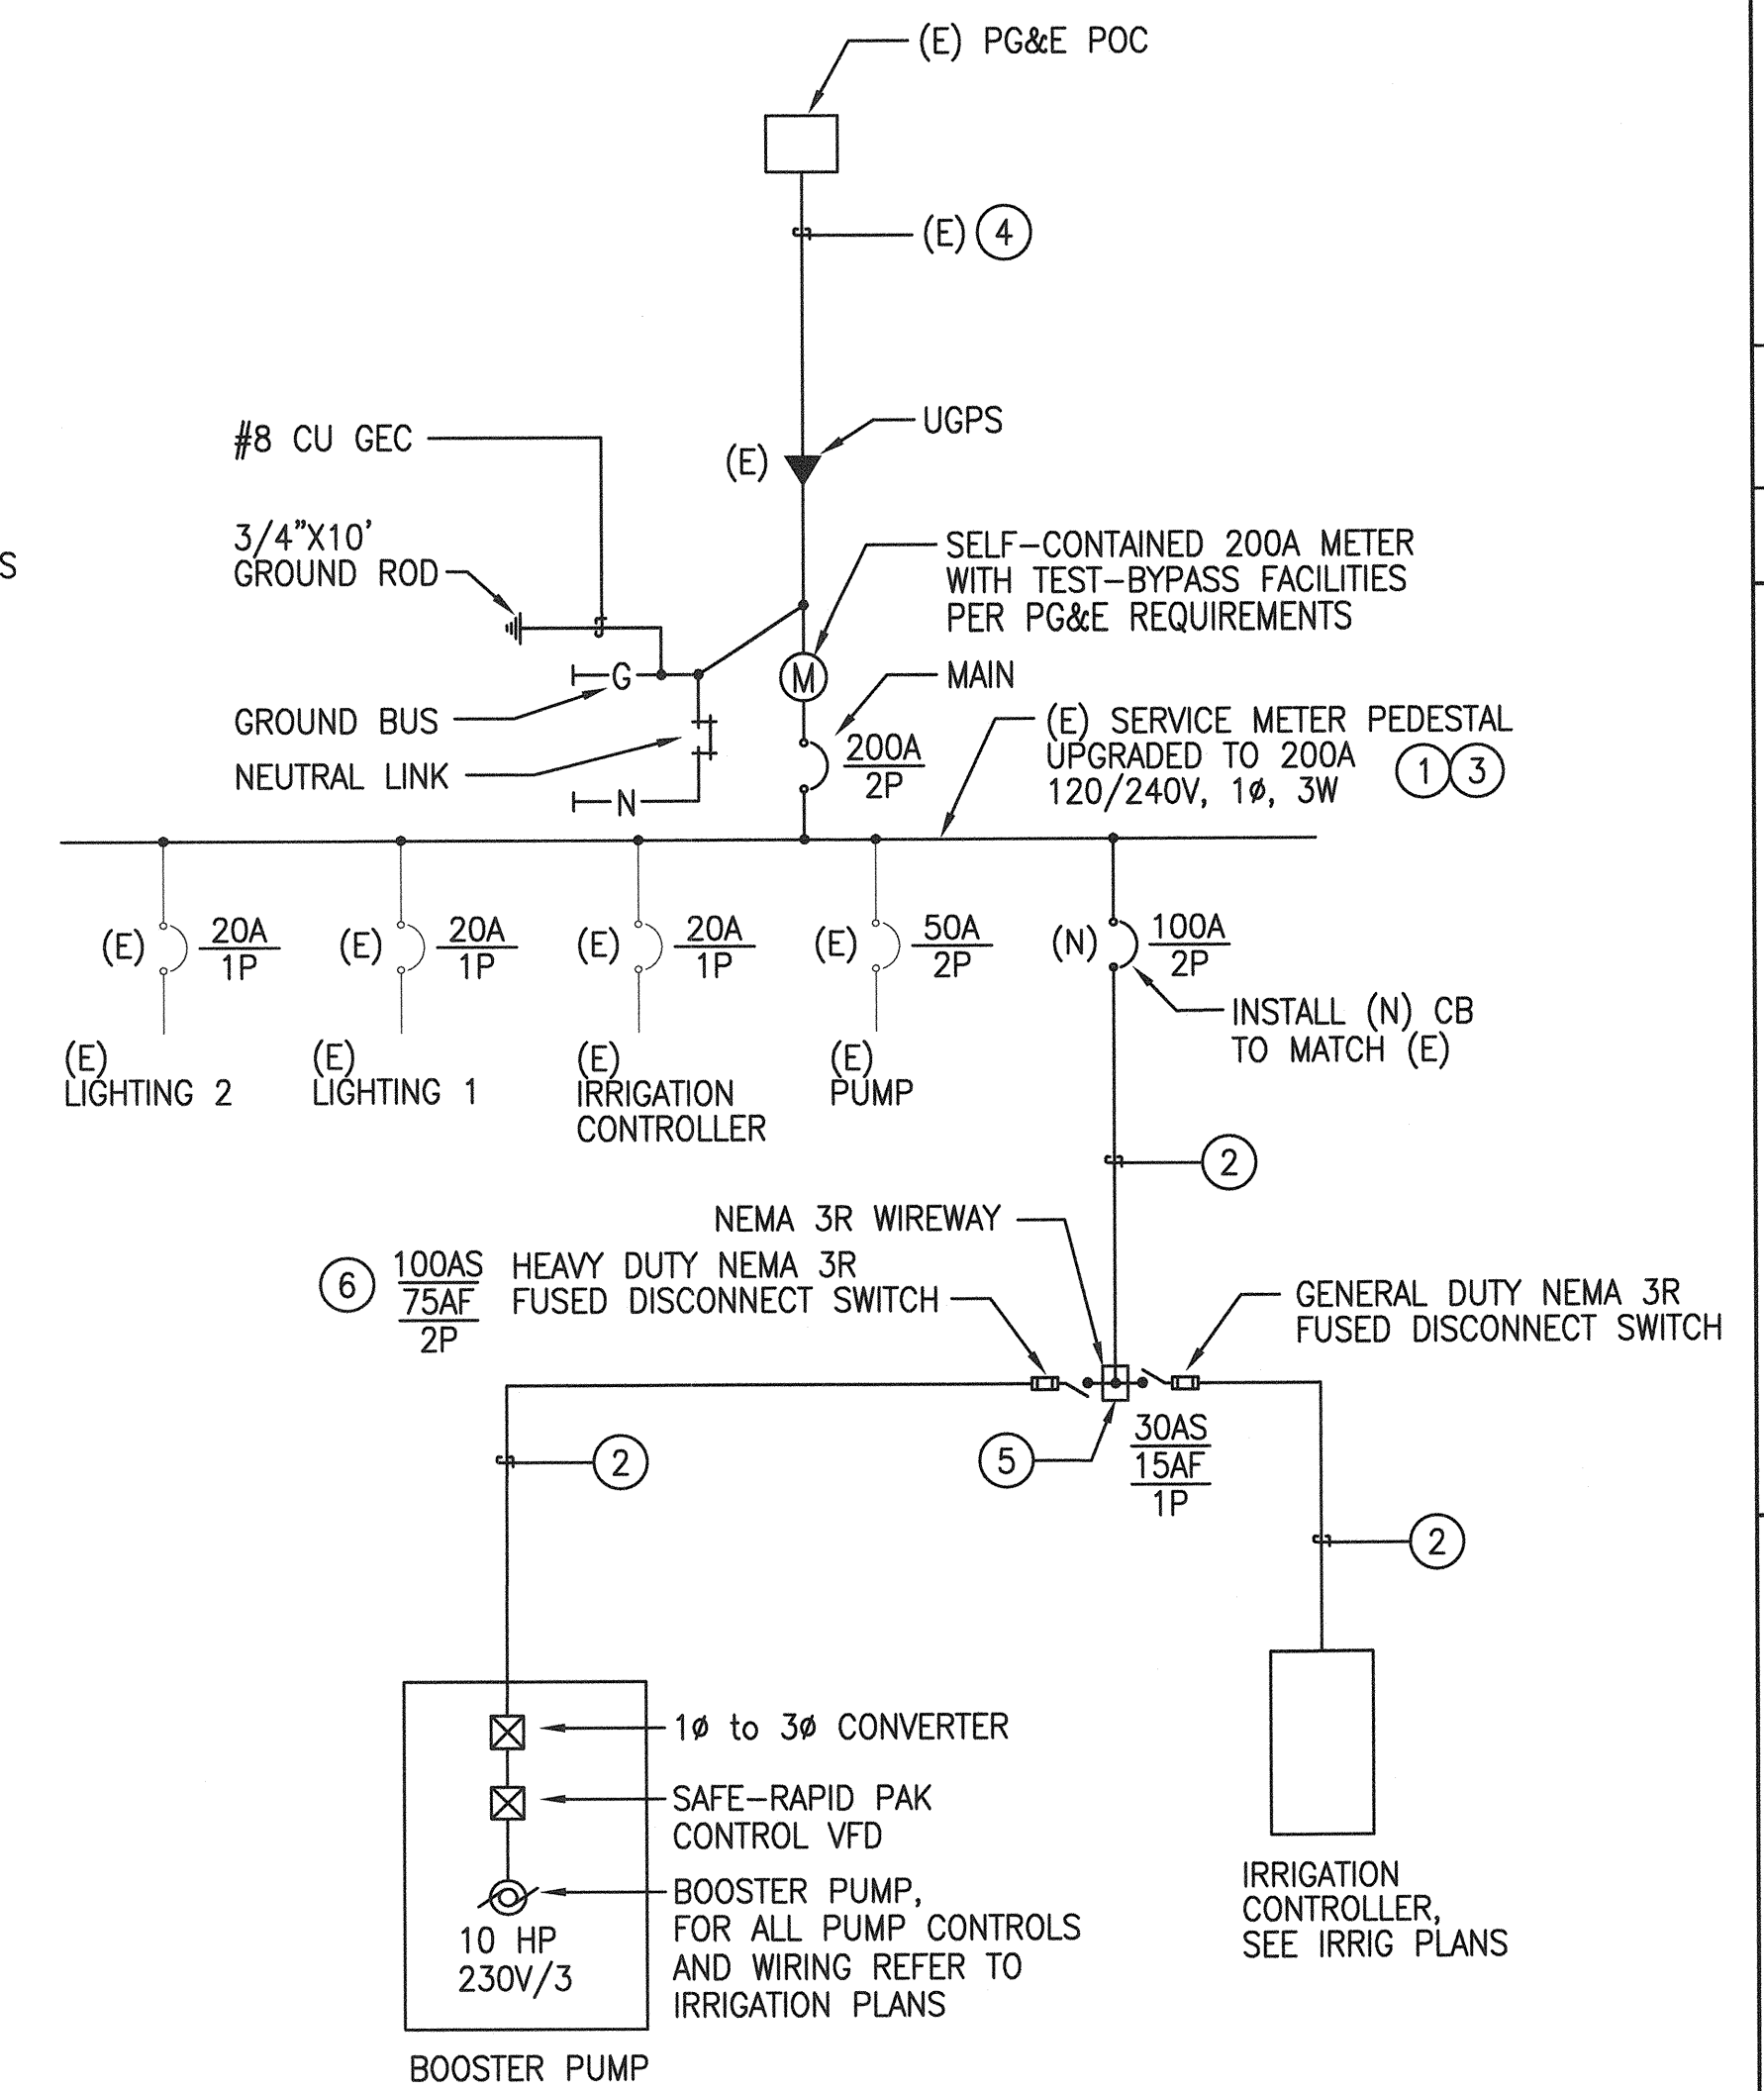 (E) PG&E POC
(E) 4
UGPS
(E)
#8 CU GEC
3/4"X10'
GROUND ROD
S
SELF-CONTAINED 200A METER
WITH TEST-BYPASS FACILITIES
PER PG&E REQUIREMENTS
G
M
MAIN
GROUND BUS
NEUTRAL LINK
N
200A
2P
(E) SERVICE METER PEDESTAL
UPGRADED TO 200A
120/240V, 1ø, 3W
1 3
(E) 20A
1P
(E) 20A
1P
(E) 20A
1P
(E) 50A
2P
(N) 100A
2P
INSTALL (N) CB
TO MATCH (E)
(E)
LIGHTING 2
(E)
LIGHTING 1
(E)
IRRIGATION
CONTROLLER
(E)
PUMP
2
NEMA 3R WIREWAY
6
100AS
75AF
2P
HEAVY DUTY NEMA 3R
FUSED DISCONNECT SWITCH
GENERAL DUTY NEMA 3R
FUSED DISCONNECT SWITCH
5
30AS
15AF
1P
2
2
1ø to 3ø CONVERTER
SAFE-RAPID PAK
CONTROL VFD
BOOSTER PUMP,
FOR ALL PUMP CONTROLS
AND WIRING REFER TO
IRRIGATION PLANS
10 HP
230V/3
BOOSTER PUMP
IRRIGATION
CONTROLLER,
SEE IRRIG PLANS